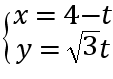 x = 4−t
y = √3t